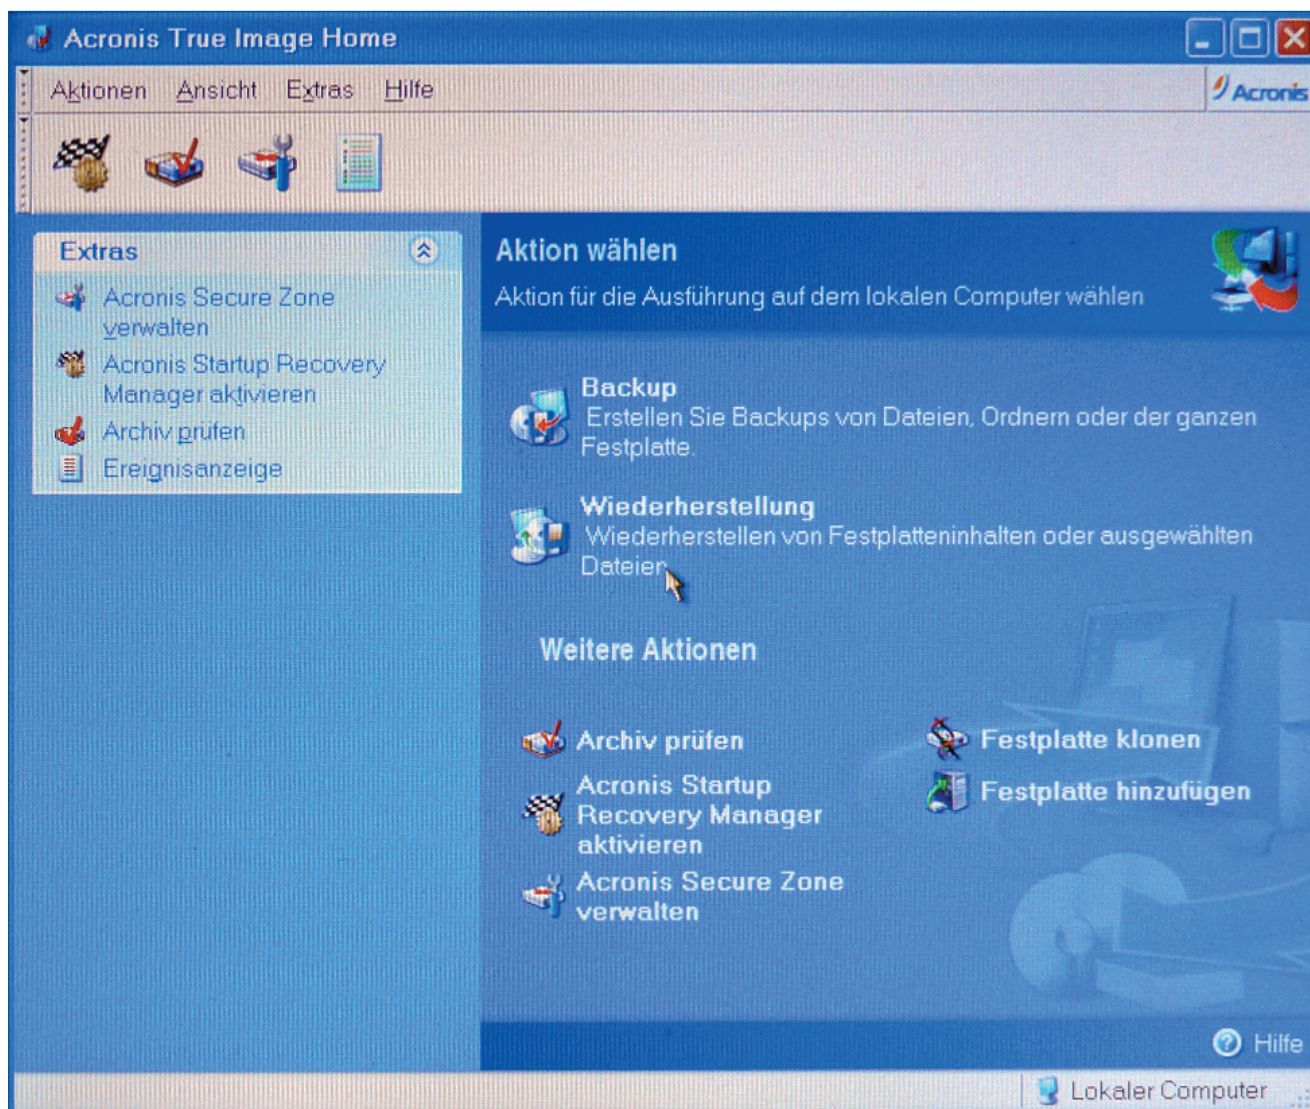 Acronis True Image Home
Aktionen Ansicht Extras Hilfe
Acronis
Extras
Acronis Secure Zone
verwalten
Acronis Startup Recovery
Manager aktivieren
Archiv prüfen
Ereignisanzeige
Aktion wählen
Aktion für die Ausführung auf dem lokalen Computer wählen
Backup
Erstellen Sie Backups von Dateien, Ordnern oder der ganzen
Festplatte.
Wiederherstellung
Wiederherstellen von Festplatteninhalten oder ausgewählten
Dateien
Weitere Aktionen
Archiv prüfen
Acronis Startup
Recovery Manager
aktivieren
Acronis Secure Zone
verwalten
Festplatte klonen
Festplatte hinzufügen
Hilfe
Lokaler Computer